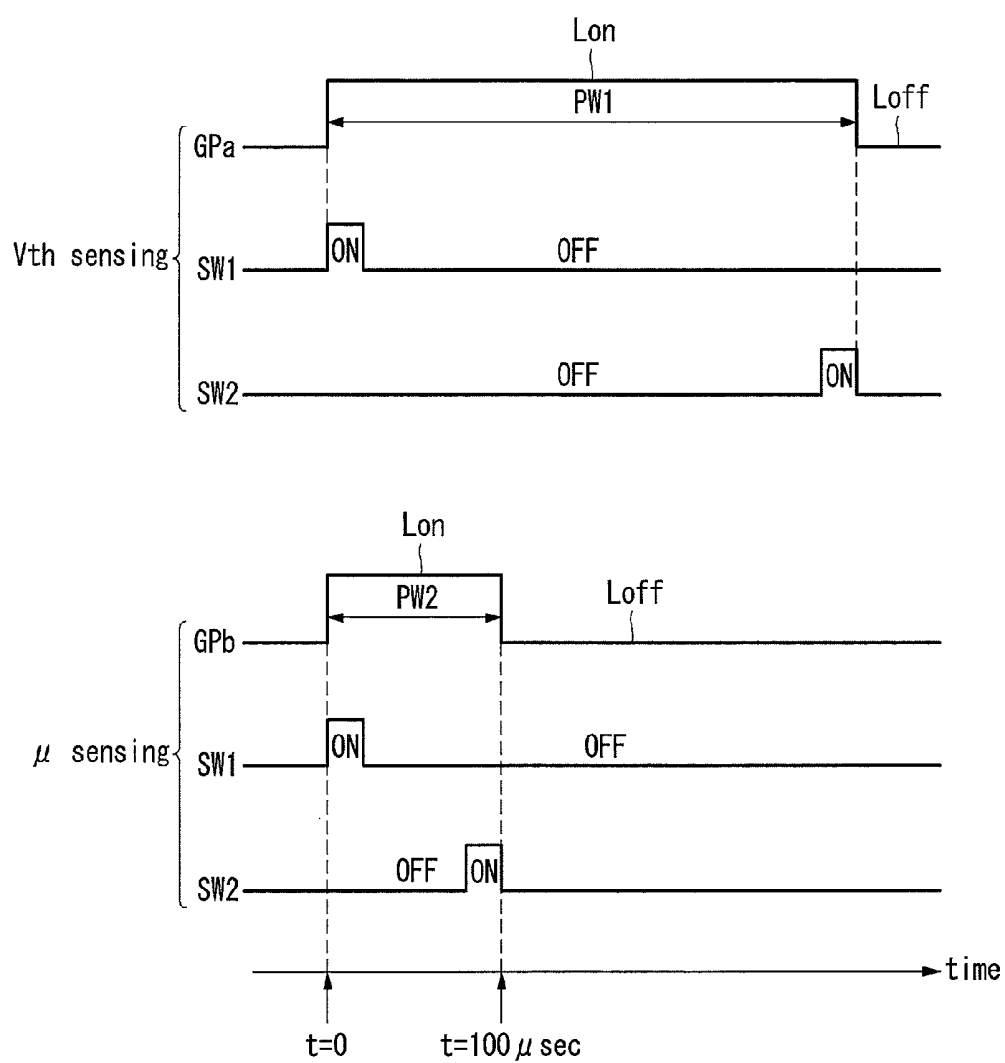 Lon
PW1
Loff
GPa
Vth sensing
ON
OFF
SW1
OFF
ON
SW2
Lon
PW2
Loff
GPb
μ sensing
ON
OFF
SW1
OFF
ON
SW2
time
t=0
t=100μsec